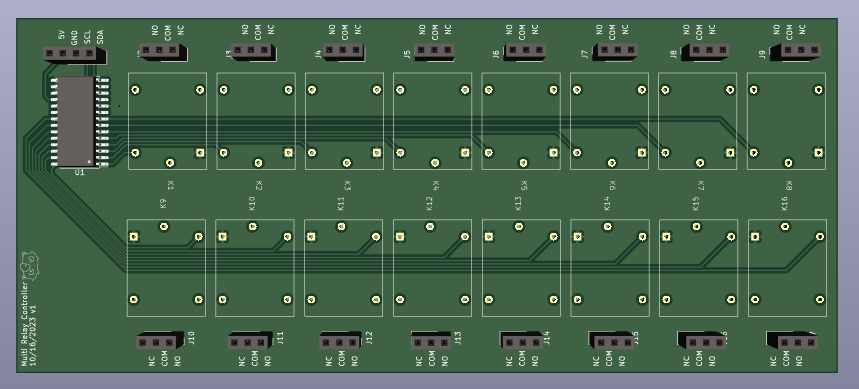 5V
GND
SCL
SDA
NO
COM
NC
NO
COM
NC
NO
COM
NC
NO
COM
NC
NO
COM
NC
NO
COM
NC
NO
COM
NC
NO
COM
NC
J3
J4
J5
J6
J7
J8
J9
U1
K1
K2
K3
K4
K5
K6
K7
K8
K9
K10
K11
K12
K13
K14
K15
K16
Multi Relay Controller
10/16/2023 v1
J10
J11
J12
J13
J14
J15
NC
COM
NO
NC
COM
NO
NC
COM
NO
NC
COM
NO
NC
COM
NO
NC
COM
NO
NC
COM
NO
NC
COM
NO